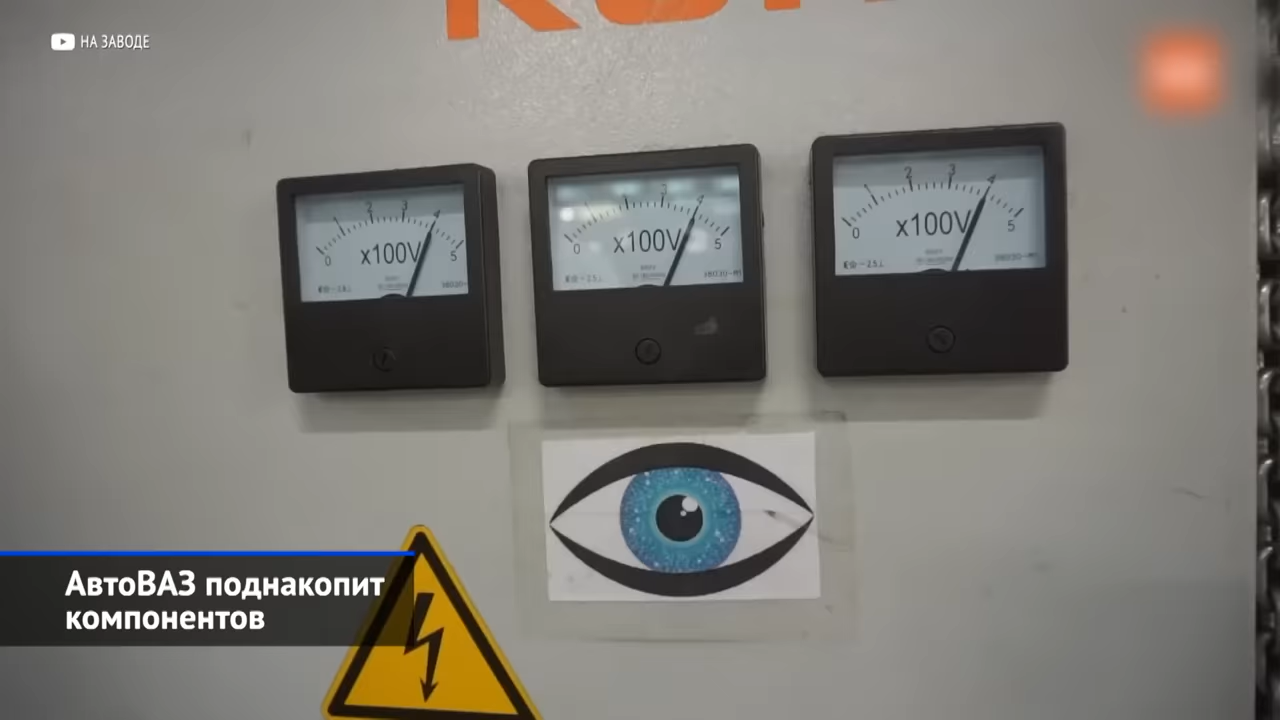 НА ЗАВОДЕ
0 1 2 3 4 5
x100V
0 1 2 3 4 5
x100V
0 1 2 3 4 5
x100V
АвтоВАЗ поднакопит
компонентов